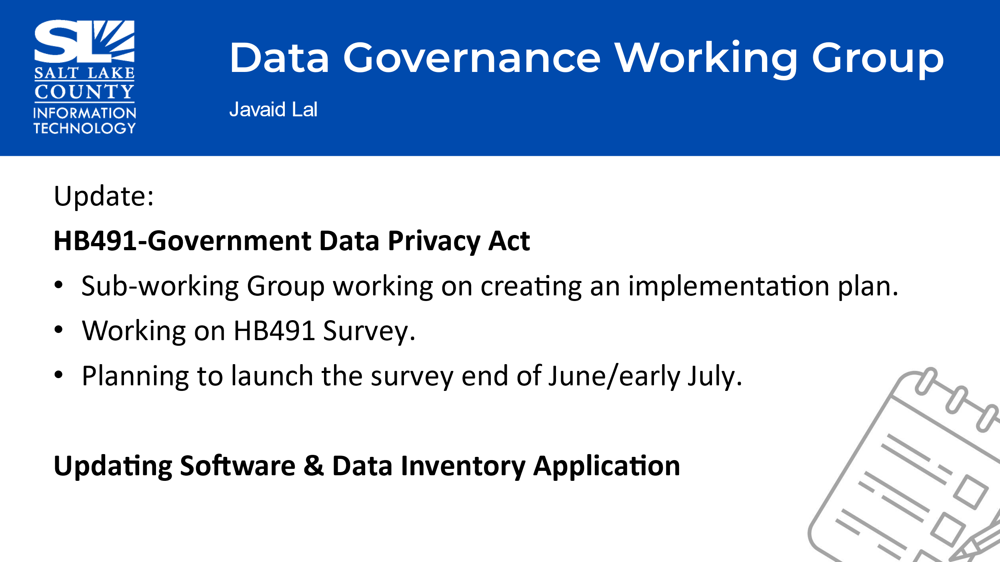 SL
SALT LAKE
COUNTY
INFORMATION
TECHNOLOGY
Data Governance Working Group
Javaid Lal
Update:
HB491-Government Data Privacy Act
• Sub-working Group working on creating an implementation plan.
• Working on HB491 Survey.
• Planning to launch the survey end of June/early July.
Updating Software & Data Inventory Application